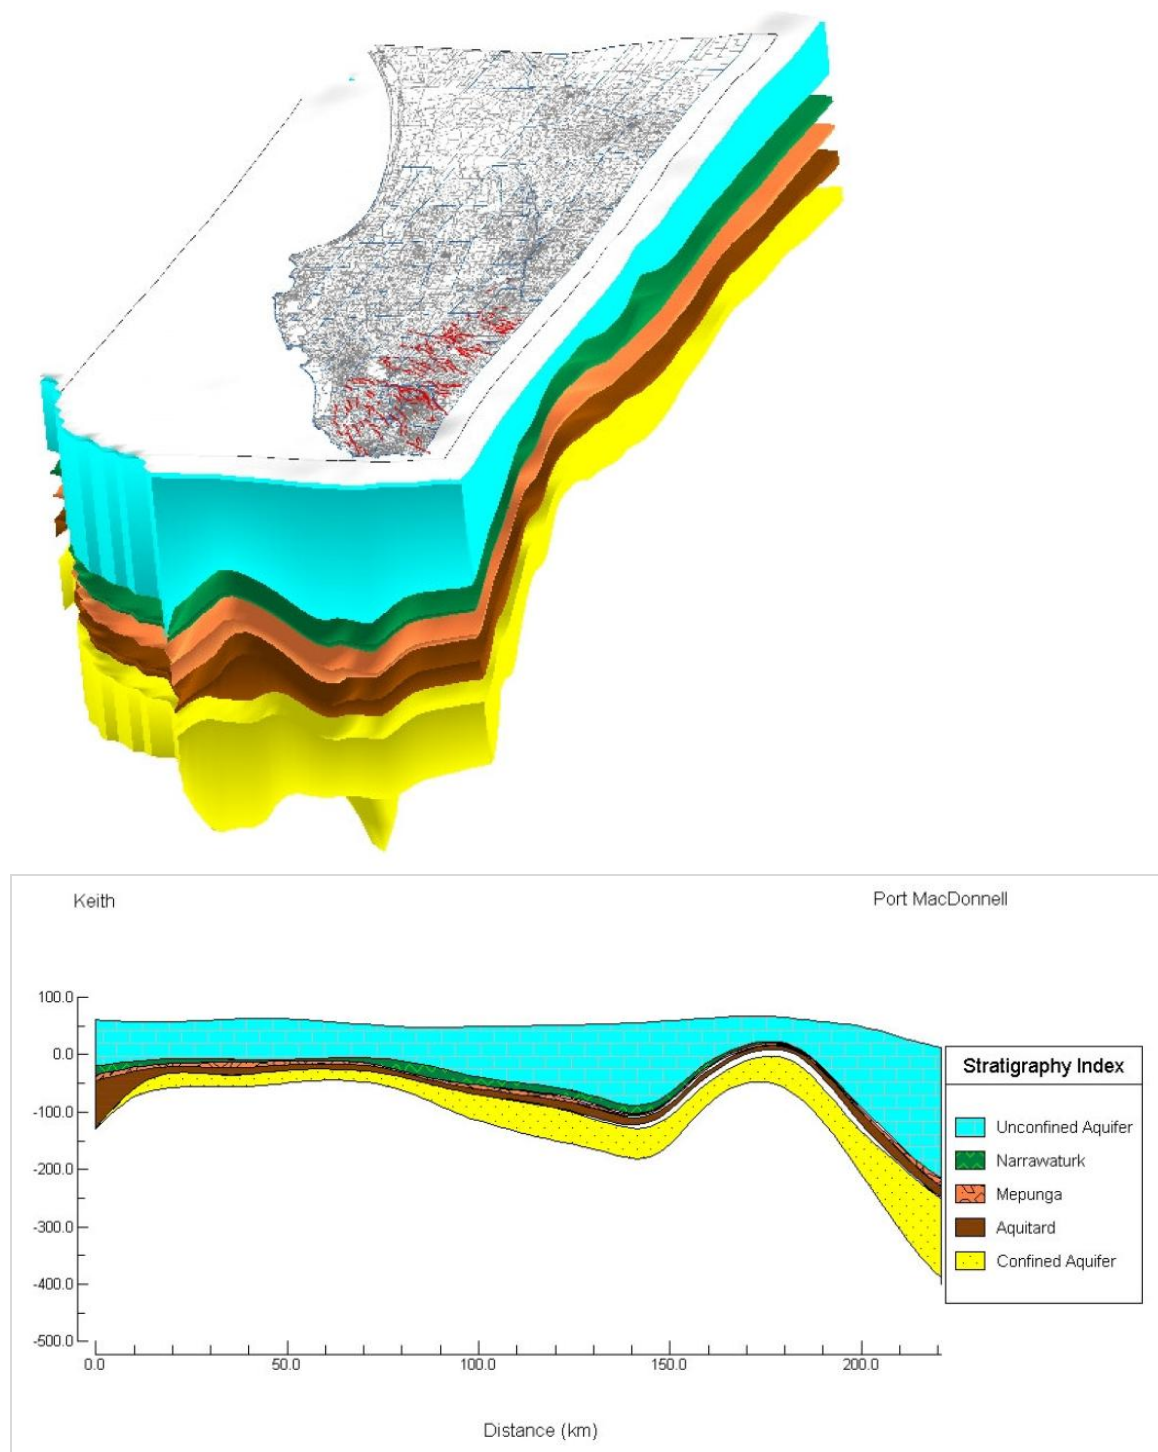 Keith Port MacDonnell
100.0
0.0
-100.0
-200.0
-300.0
-400.0
-500.0
0.0 50.0 100.0 150.0 200.0
Distance (km)
Stratigraphy Index
Unconfined Aquifer
Narrawaturk
Mepunga
Aquitard
Confined Aquifer